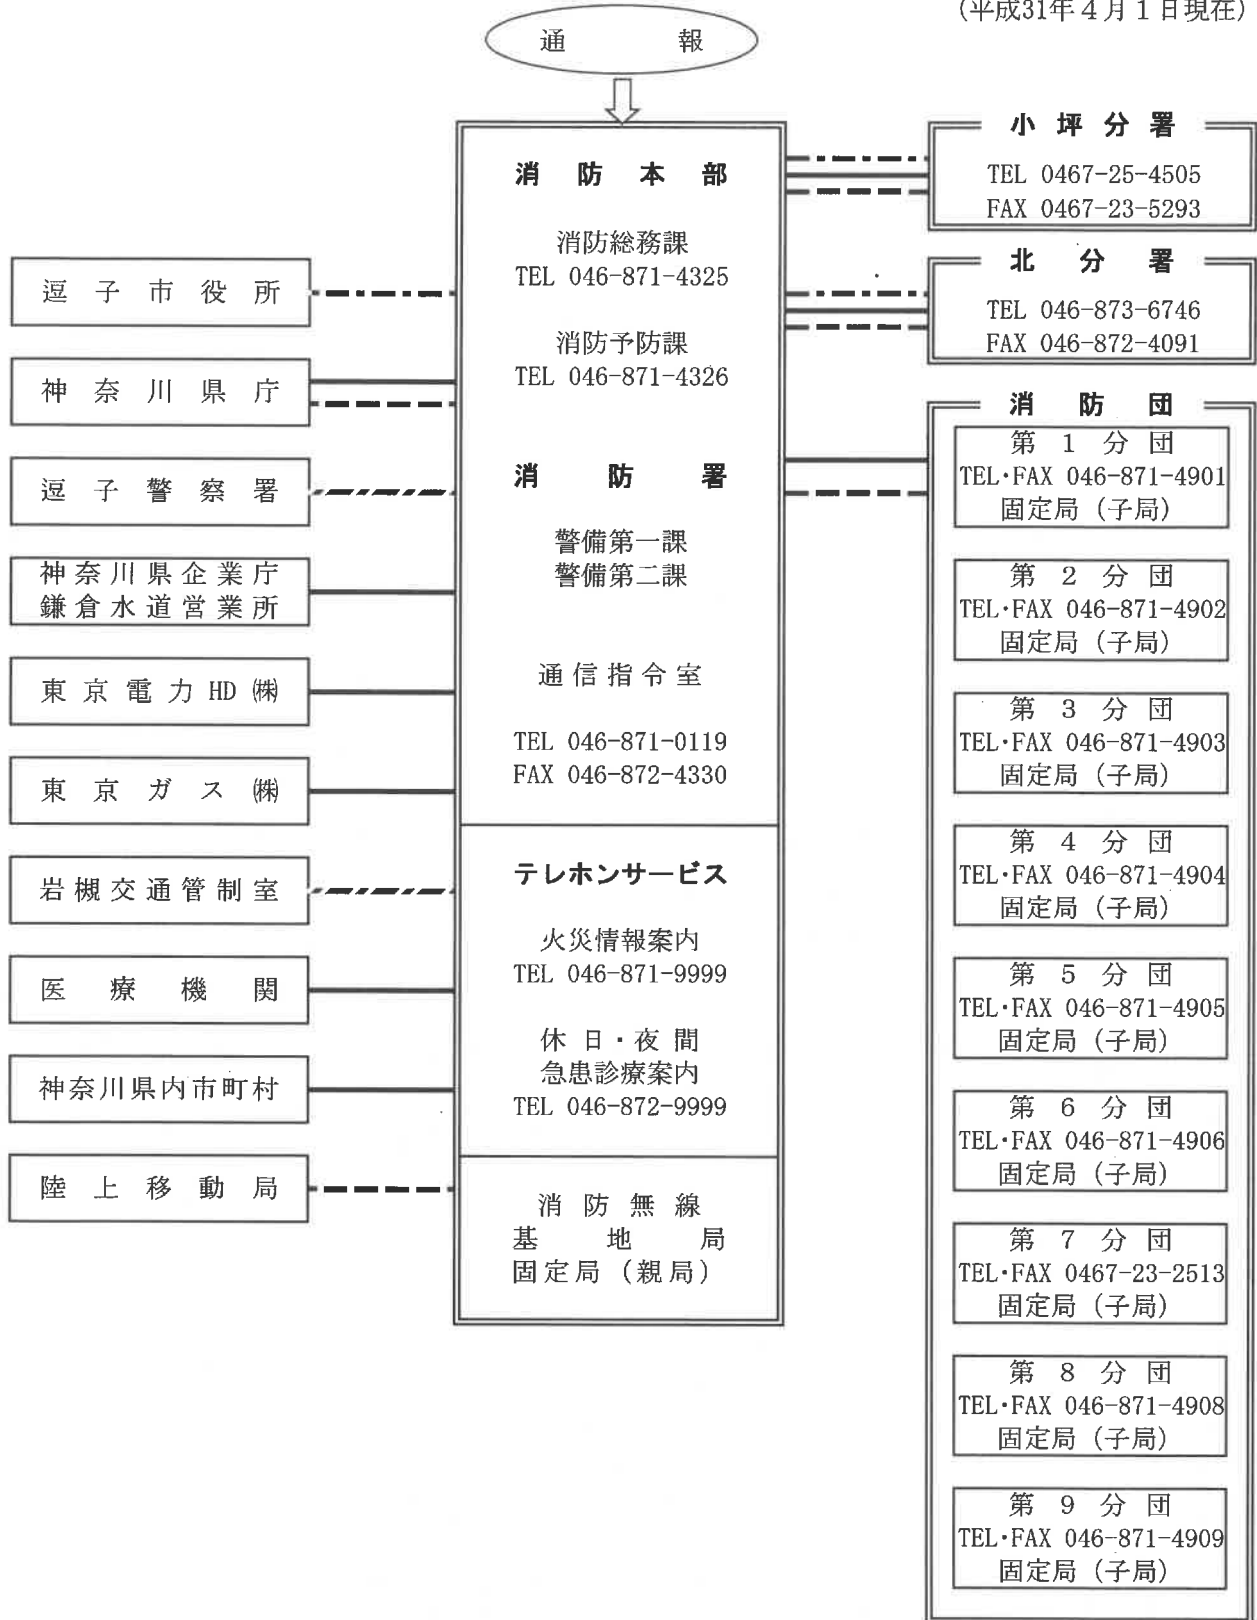 (平成31年4月1日現在)
通報
逗子市役所
神奈川県庁
逗子警察署
神奈川県企業庁
鎌倉水道営業所
東京電力HD㈱
東京ガス㈱
岩槻交通管制室
医療機関
神奈川県内市町村
陸上移動局
消防本部
消防総務課
TEL 046-871-4325
消防予防課
TEL 046-871-4326
消防署
警備第一課
警備第二課
通信指令室
TEL 046-871-0119
FAX 046-872-4330
テレホンサービス
火災情報案内
TEL 046-871-9999
休日・夜間
急患診療案内
TEL 046-872-9999
消防無線
基地局
固定局(親局)
小坪分署
TEL 0467-25-4505
FAX 0467-23-5293
北分署
TEL 046-873-6746
FAX 046-872-4091
消防団
第1分団
TEL・FAX 046-871-4901
固定局(子局)
第2分団
TEL・FAX 046-871-4902
固定局(子局)
第3分団
TEL・FAX 046-871-4903
固定局(子局)
第4分団
TEL・FAX 046-871-4904
固定局(子局)
第5分団
TEL・FAX 046-871-4905
固定局(子局)
第6分団
TEL・FAX 046-871-4906
固定局(子局)
第7分団
TEL・FAX 0467-23-2513
固定局(子局)
第8分団
TEL・FAX 046-871-4908
固定局(子局)
第9分団
TEL・FAX 046-871-4909
固定局(子局)